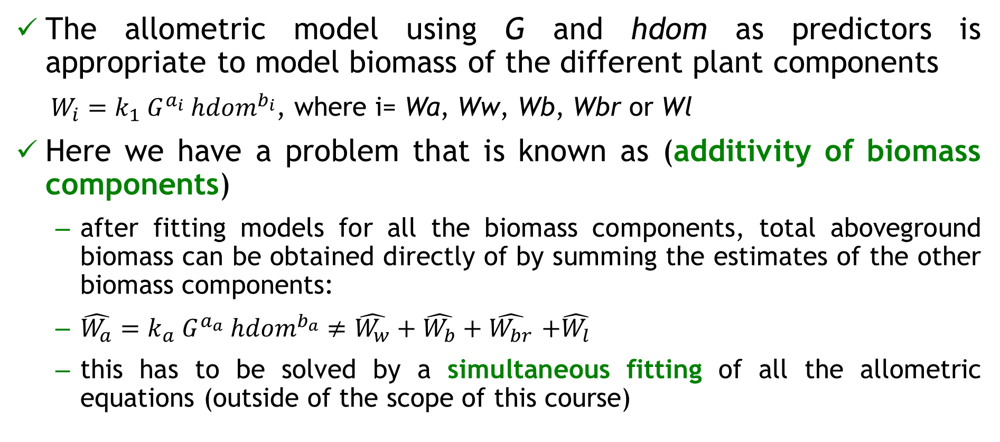 ✓ The allometric model using G and hdom as predictors is
appropriate to model biomass of the different plant components
W_i = k_1 G^{a_i} hdom^{b_i}, where i= Wa, Ww, Wb, Wbr or Wl
✓ Here we have a problem that is known as (additivity of biomass
components)
– after fitting models for all the biomass components, total aboveground
biomass can be obtained directly of by summing the estimates of the other
biomass components:
– \widehat{W_a} = k_a G^{a_a} hdom^{b_a} ≠ \widehat{W_w} + \widehat{W_b} + \widehat{W_{br}} +\widehat{W_l}
– this has to be solved by a simultaneous fitting of all the allometric
equations (outside of the scope of this course)